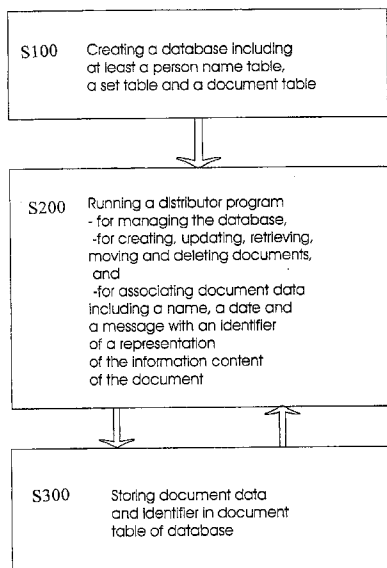 S100 Creating a database including
at least a person name table,
a set table and a document table
S200 Running a distributor program
- for managing the database,
-for creating, updating, retrieving,
moving and deleting documents,
and
-for associating document data
including a name, a date and
a message with an identifier
of a representation
of the information content
of the document
S300 Storing document data
and identifier in document
table of database